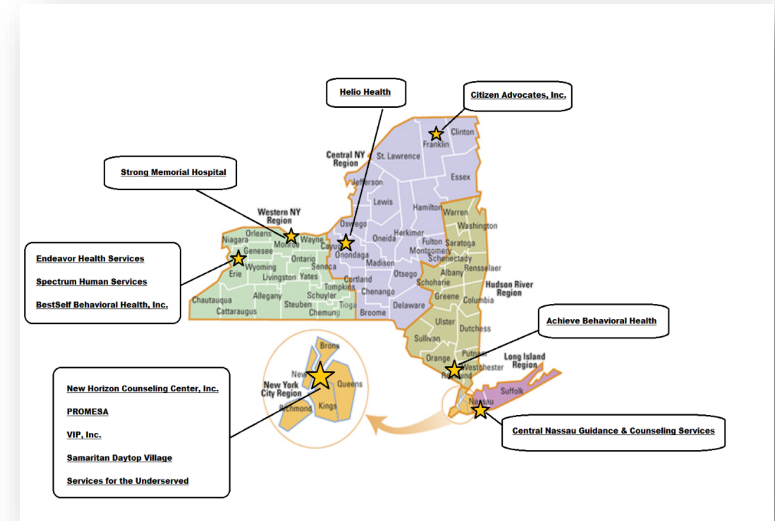 Helio Health
Citizen Advocates, Inc.
Strong Memorial Hospital
Endeavor Health Services
Spectrum Human Services
BestSelf Behavioral Health, Inc.
New Horizon Counseling Center, Inc.
PROMESA
VIP, Inc.
Samaritan Daytop Village
Services for the Underserved
Achieve Behavioral Health
Central Nassau Guidance & Counseling Services
Central NY
Region
Clinton
Franklin
St. Lawrence
Essex
Jefferson
Lewis
Hamilton
Warren
Washington
Oswego
Oneida
Herkimer
Fulton
Saratoga
Montgomery
Schenectady
Onondaga
Madison
Cayuga
Otsego
Cortland
Chenango
Delaware
Broome
Western NY
Region
Orleans
Niagara
Monroe
Wayne
Genesee
Ontario
Erie
Wyoming
Livingston
Yates
Seneca
Tompkins
Schuyler
Tioga
Chautauqua
Cattaraugus
Allegany
Steuben
Chemung
Albany
Rensselaer
Schoharie
Greene
Columbia
Hudson River
Region
Ulster
Dutchess
Sullivan
Orange
Putnam
Westchester
Long Island
Region
Suffolk
Nassau
Bronx
New
Queens
New York
City Region
Kings
Richmond